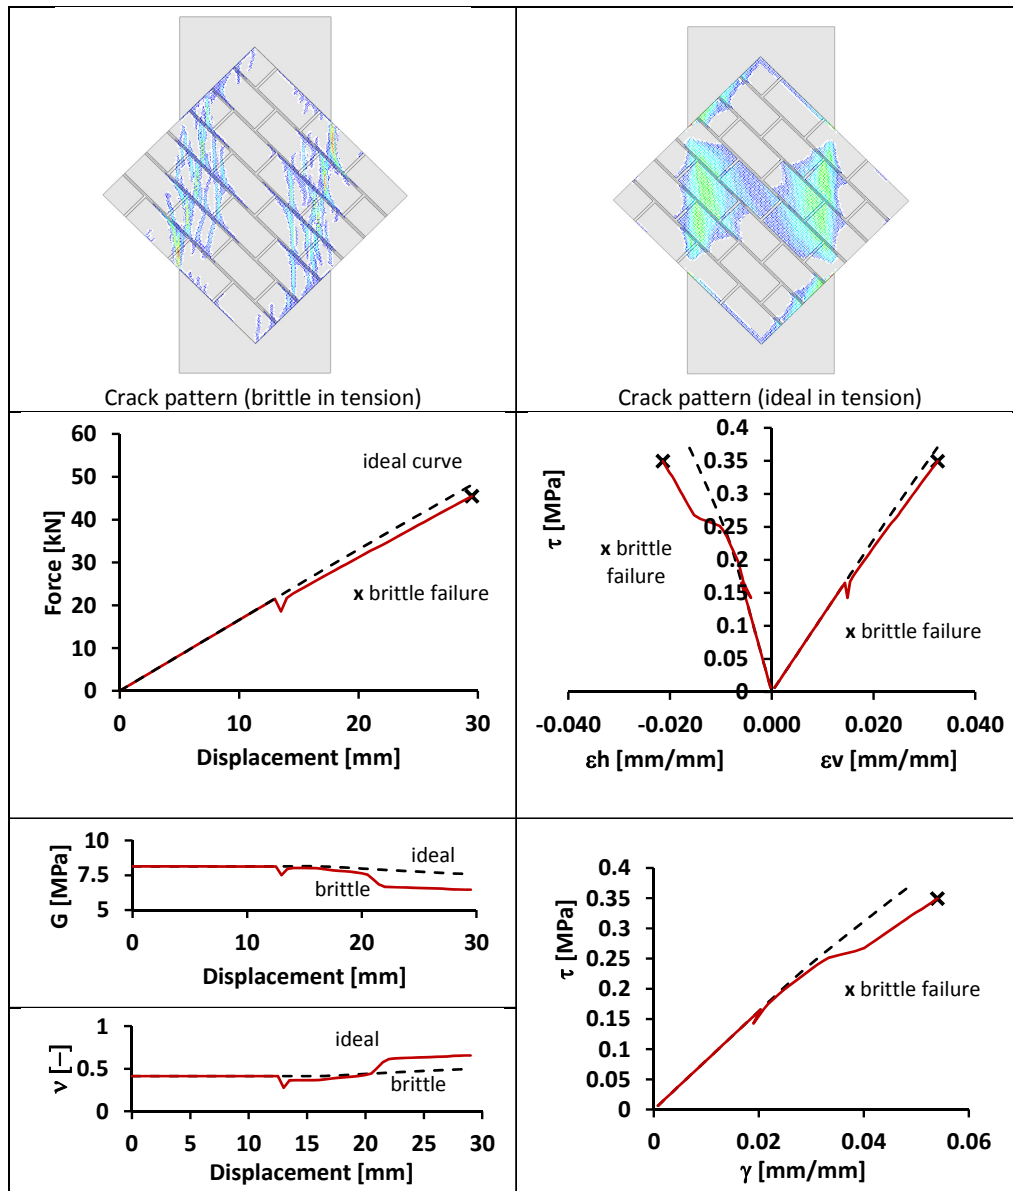 Crack pattern (brittle in tension)
Crack pattern (ideal in tension)
60
50
40
30
20
10
0
Force [kN]
ideal curve
x brittle failure
0 10 20 30
Displacement [mm]
0.4
0.35
0.3
0.25
0.2
0.15
0.1
0.05
0
τ [MPa]
x brittle
failure
x brittle failure
-0.040 -0.020 0.000 0.020 0.040
εh [mm/mm] εv [mm/mm]
10
7.5
5
G [MPa]
ideal
brittle
0 5 10 15 20 25 30
Displacement [mm]
1
0.5
0
ν [–]
ideal
brittle
0 5 10 15 20 25 30
Displacement [mm]
0.4
0.35
0.3
0.25
0.2
0.15
0.1
0.05
0
τ [MPa]
x brittle failure
0 0.02 0.04 0.06
γ [mm/mm]